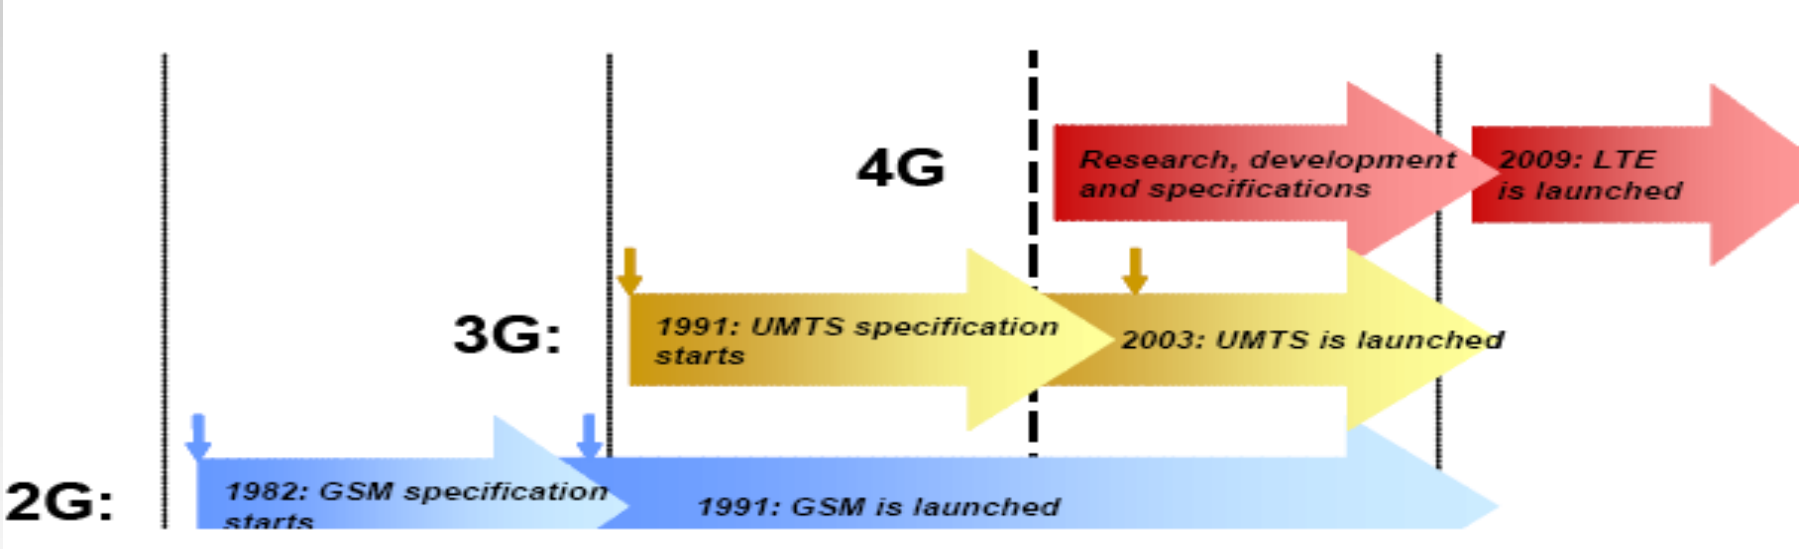 4G
Research, development
and specifications
2009: LTE
is launched
3G:
1991: UMTS specification
starts
2003: UMTS is launched
2G:
1982: GSM specification
starts
1991: GSM is launched